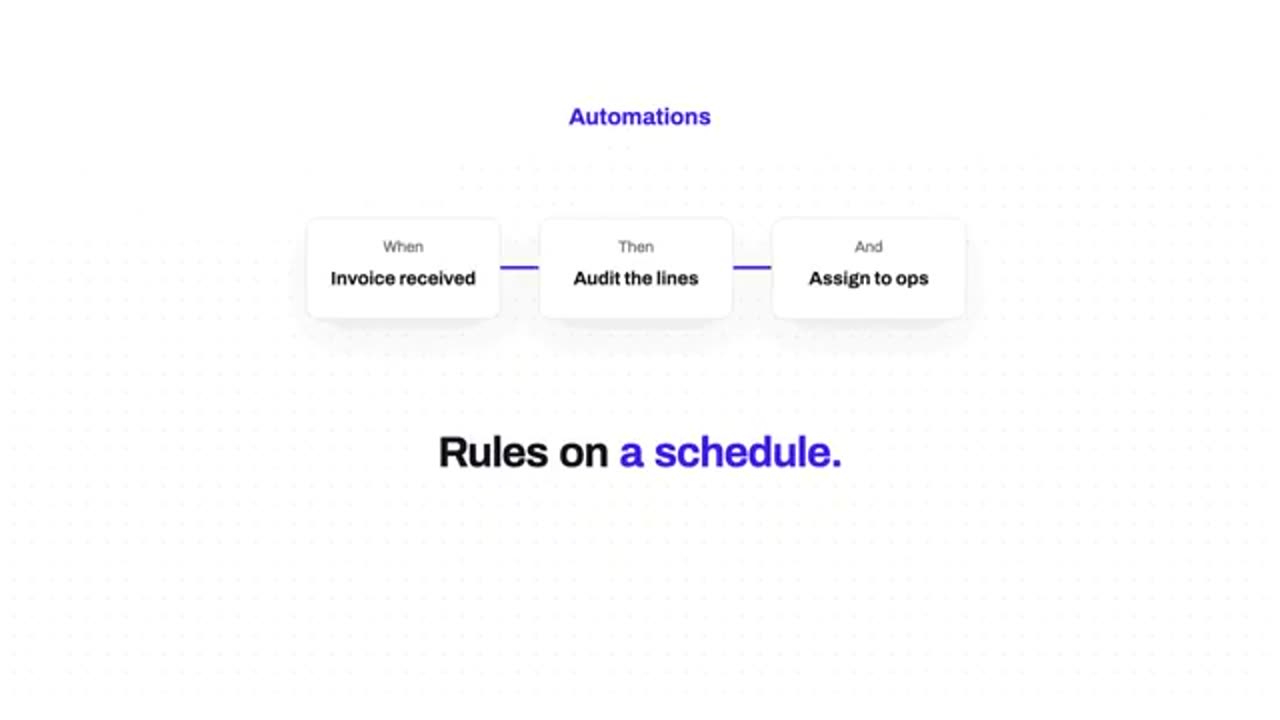 Automations
When
Invoice received
Then
Audit the lines
And
Assign to ops
Rules on a schedule.